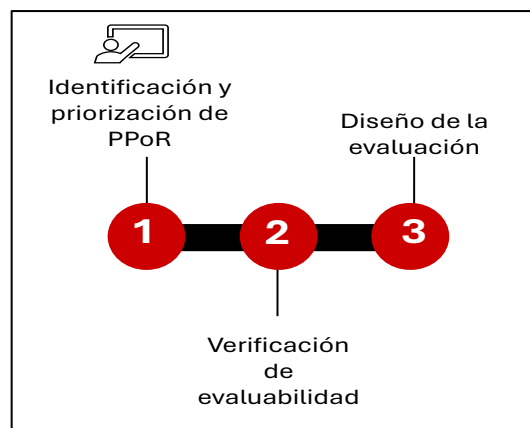 Identificación y
priorización de
PPoR
Diseño de la
evaluación
1
2
3
Verificación
de
evaluabilidad